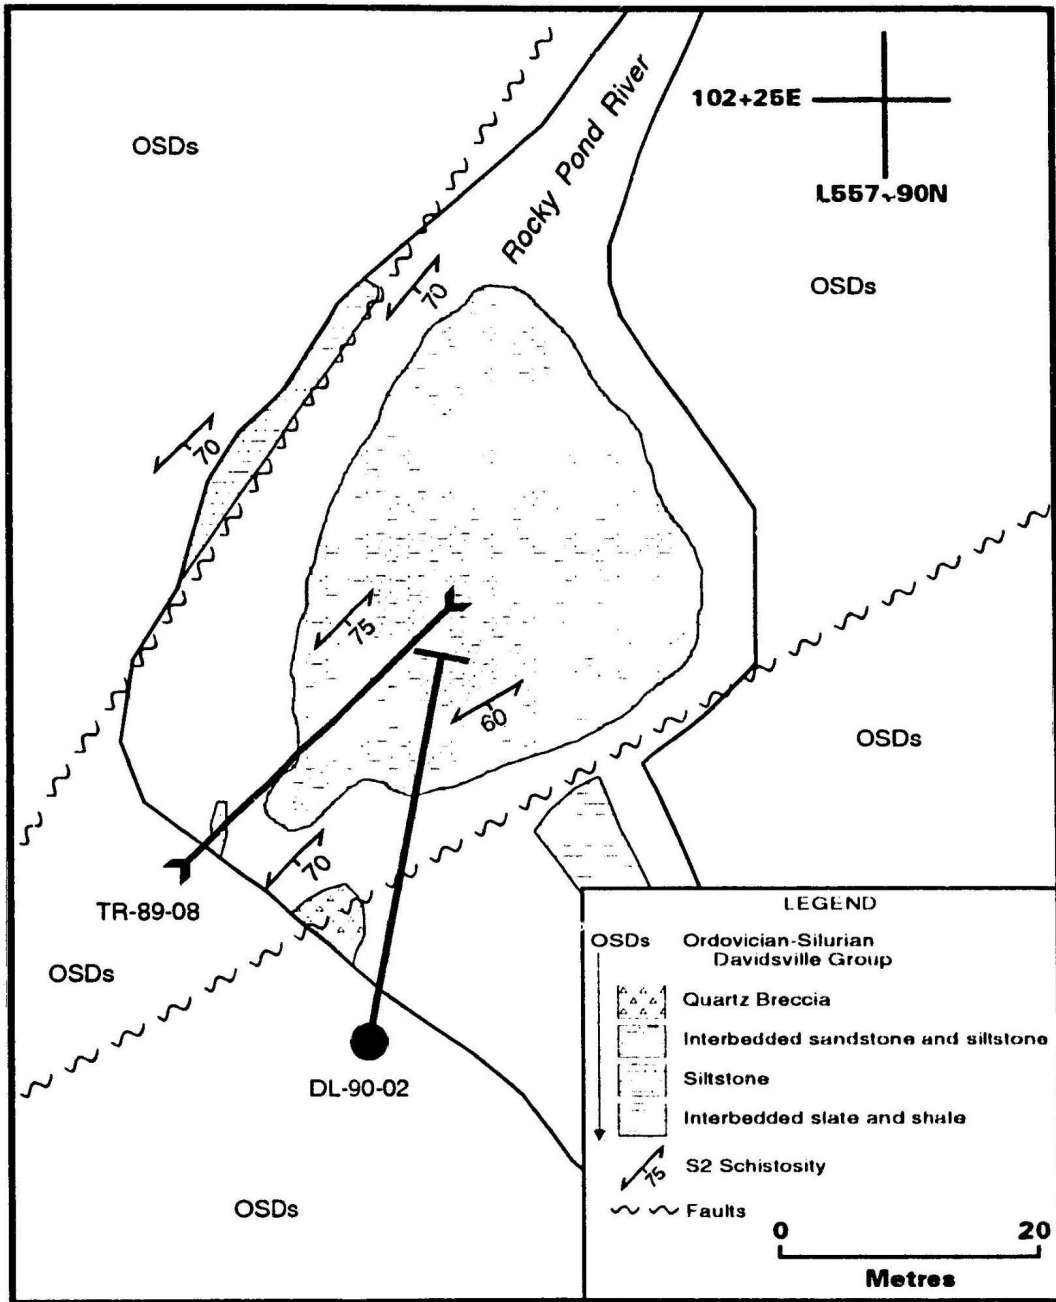 OSDs
Rocky Pond River
102+25E
L557+90N
OSDs
70
70
75
60
OSDs
70
TR-89-08
OSDs
DL-90-02
OSDs
LEGEND
OSDs Ordovician-Silurian
Davidsville Group
Quartz Breccia
Interbedded sandstone and siltstone
Siltstone
Interbedded slate and shale
75 S2 Schistosity
Faults
0 20
Metres